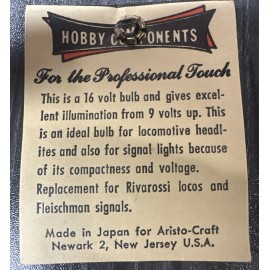 HOBBY COMPONENTS
For the Professional Touch
This is a 16 volt bulb and gives excel-
lent illumination from 9 volts up. This
is an ideal bulb for locomotive headl-
ites and also for signal lights because
of its compactness and voltage.
Replacement for Rivarossi locos and
Fleischman signals.
Made in Japan for Aristo-Craft
Newark 2, New Jersey U.S.A.